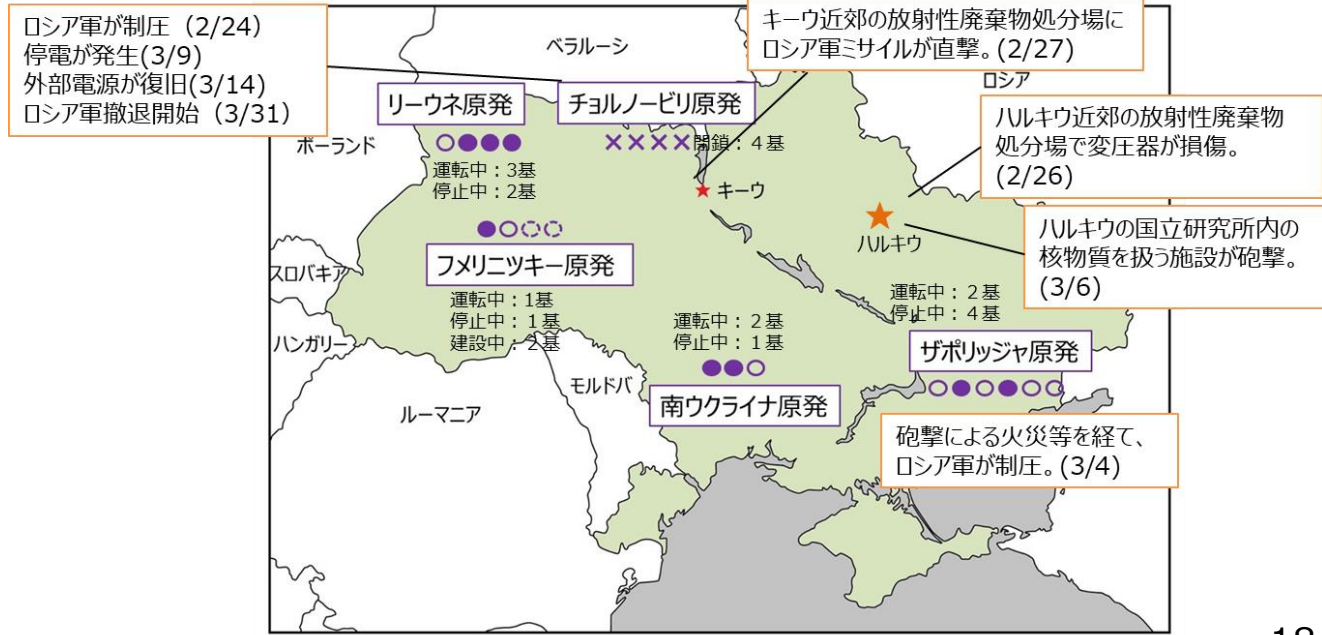 ロシア軍が制圧（2/24）
停電が発生(3/9)
外部電源が復旧(3/14)
ロシア軍撤退開始（3/31）
キーウ近郊の放射性廃棄物処分場に
ロシア軍ミサイルが直撃。(2/27)
ベラルーシ
ロシア
リーウネ原発
チョルノービリ原発
ポーランド
閉鎖：４基
運転中：3基
停止中：2基
キーウ
ハルキウ近郊の放射性廃棄物
処分場で変圧器が損傷。
(2/26)
ハルキウ
ハルキウの国立研究所内の
核物質を扱う施設が砲撃。
(3/6)
フメリニツキー原発
スロバキア
運転中：1基
停止中：１基
建設中：２基
ハンガリー
運転中：２基
停止中：１基
運転中：２基
停止中：４基
ザポリッジャ原発
モルドバ
南ウクライナ原発
ルーマニア
砲撃による火災等を経て、
ロシア軍が制圧。(3/4)